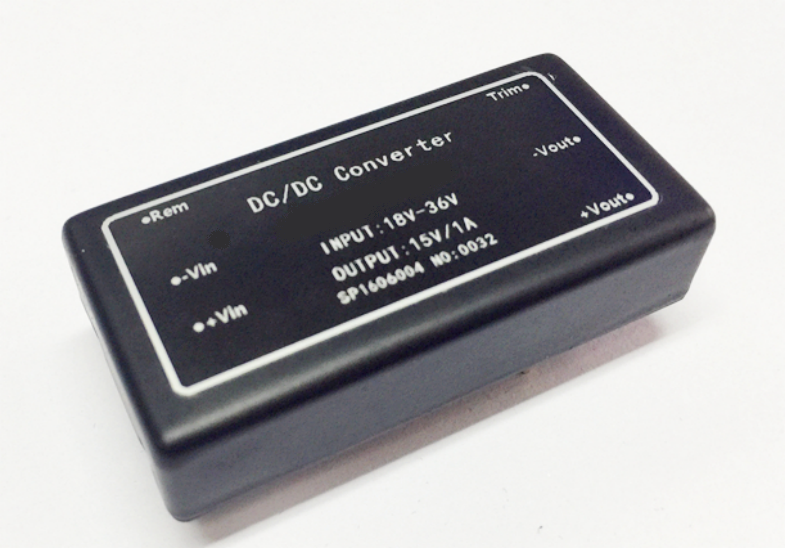 Trim
DC/DC Converter
-Vout
Rem
INPUT:18V-36V
+Vout
OUTPUT:15V/1A
-Vin
SP1606004 NO:0032
+Vin